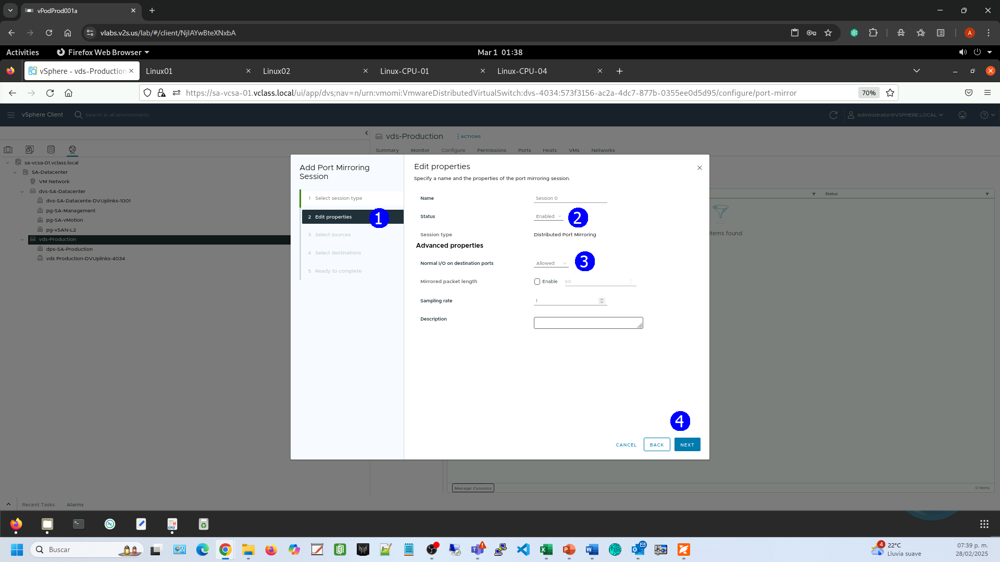 vPodProd001a
vlabs.v2s.us/lab/#/client/NjIAYwBteXNxbA
A
Activities
Firefox Web Browser
Mar 1 01:38
vSphere - vds-Production
Linux01
Linux02
Linux-CPU-01
Linux-CPU-04
https://sa-vcsa-01.vclass.local/ui/app/dvs;nav=n/urn:vmomi:VmwareDistributedVirtualSwitch:dvs-4034:573f3156-ac2a-4dc7-877b-0355ee0d5d95/configure/port-mirror
70%
vSphere Client
Search in all environments
Administrator@VSPHERE.LOCAL
vds-Production
ACTIONS
Summary
Monitor
Configure
Permissions
Ports
Hosts
VMs
Networks
sa-vcsa-01.vclass.local
SA-Datacenter
VM Network
dvs-SA-Datacenter
dvs-SA-Datacente-DVUplinks-1001
pg-SA-Management
pg-SA-vMotion
pg-vSAN-L2
vds-Production
dps-SA-Production
vds Production-DVUplinks-4034
Status
items found
Add Port Mirroring
Session
1 Select session type
2 Edit properties
1
3 Select sources
4 Select destinations
5 Ready to complete
Edit properties
Specify a name and the properties of the port mirroring session.
Name
Session 0
Status
Enabled
2
Session type
Distributed Port Mirroring
Advanced properties
Normal I/O on destination ports
Allowed
3
Mirrored packet length
Enable
60
Sampling rate
1
Description
4
CANCEL
BACK
NEXT
Manage Columns
0 items
Recent Tasks
Alarms
Buscar
4
22°C
Lluvia suave
07:39 p. m.
28/02/2025